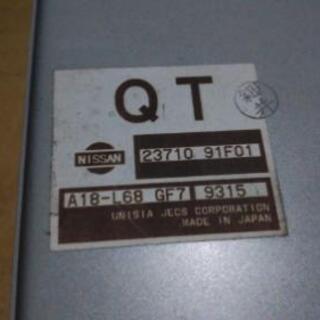 QT
NISSAN
23710 91F01
A18-L68 GF7 9315
UNISIA JECS CORPORATION
MADE IN JAPAN